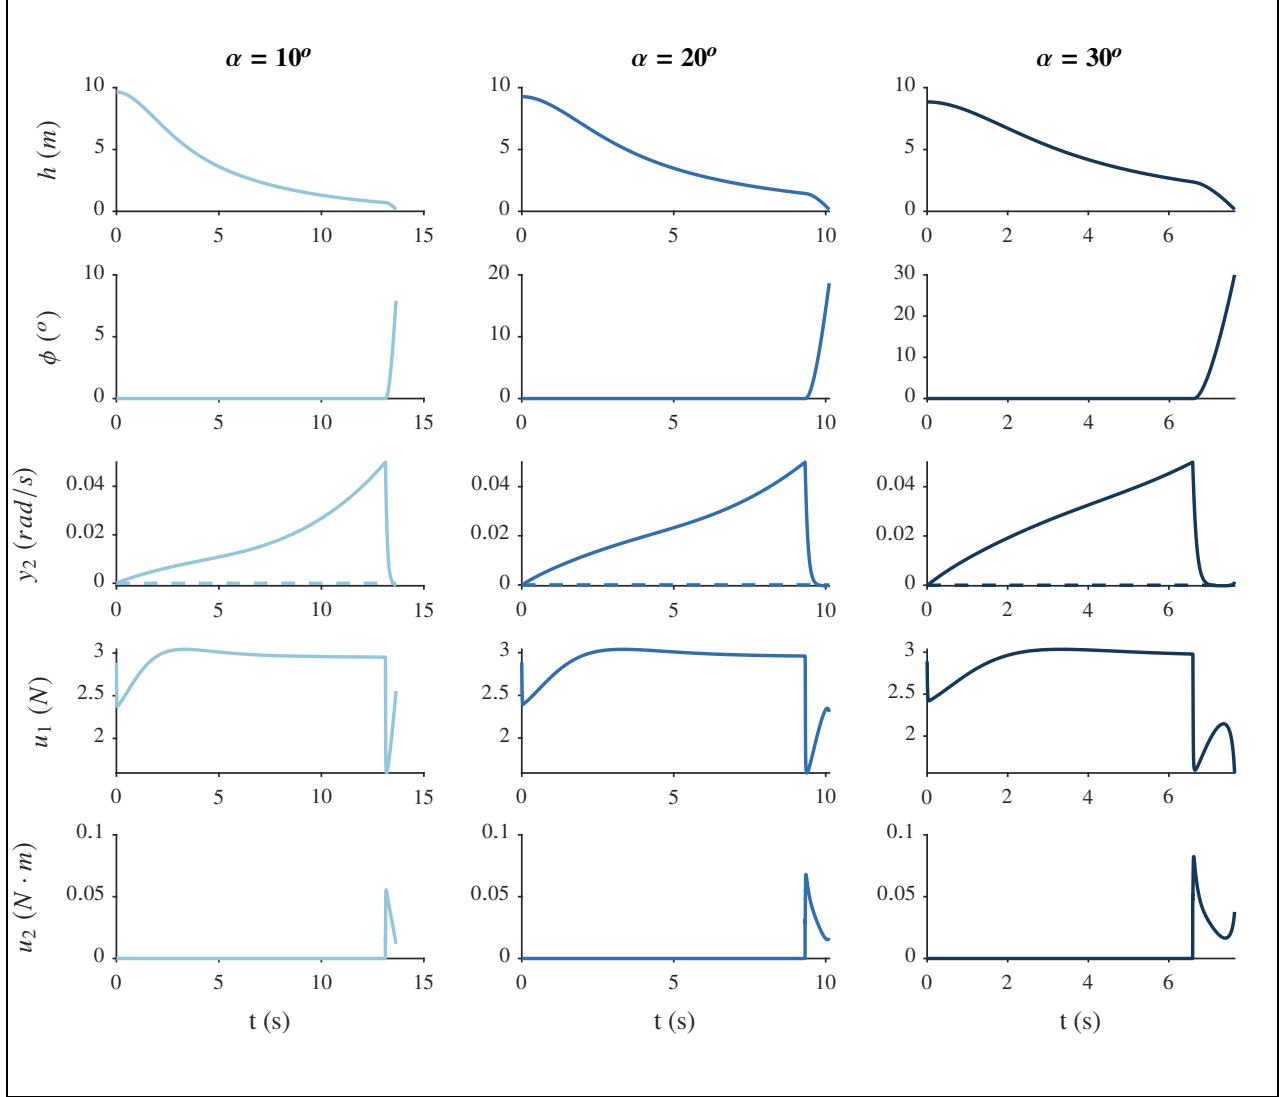 α = 10º α = 20º α = 30º
h (m)
10 10 10
5 5 5
0 0 0
0 5 10 15 0 5 10 0 2 4 6
ϕ (º)
10 20 30
20
5 10 10
0 0 0
0 5 10 15 0 5 10 0 2 4 6
y₂ (rad/s)
0.04 0.04 0.04
0.02 0.02 0.02
0 0 0
0 5 10 15 0 5 10 0 2 4 6
u₁ (N)
3 3 3
2.5 2.5 2.5
2 2 2
0 5 10 15 0 5 10 0 2 4 6
u₂ (N · m)
0.1 0.1 0.1
0.05 0.05 0.05
0 0 0
0 5 10 15 0 5 10 0 2 4 6
t (s) t (s) t (s)